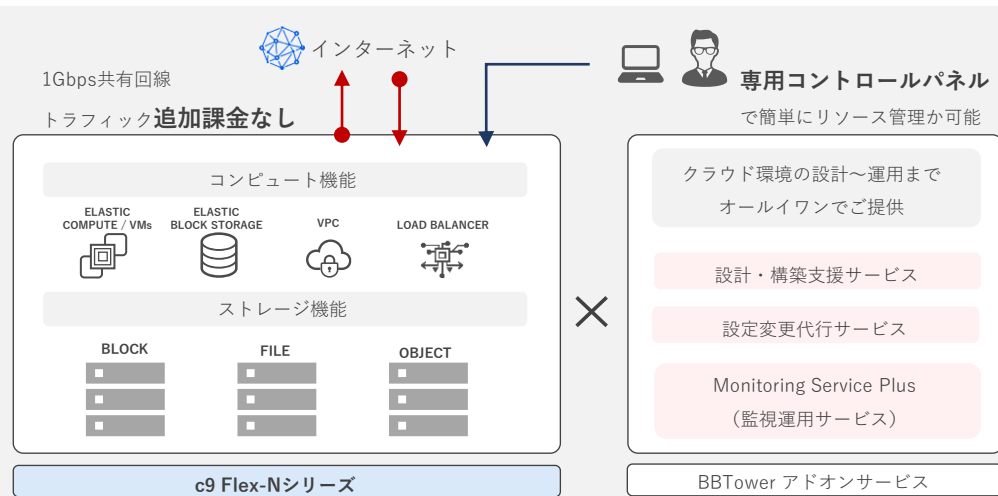 インターネット
1Gbps共有回線
トラフィック追加課金なし
専用コントロールパネル
で簡単にリソース管理か可能
コンピュート機能
ELASTIC
COMPUTE / VMs
ELASTIC
BLOCK STORAGE
VPC
LOAD BALANCER
ストレージ機能
BLOCK
FILE
OBJECT
c9 Flex-Nシリーズ
クラウド環境の設計～運用まで
オールイワンでご提供
設計・構築支援サービス
設定変更代行サービス
Monitoring Service Plus
（監視運用サービス）
BBTower アドオンサービス